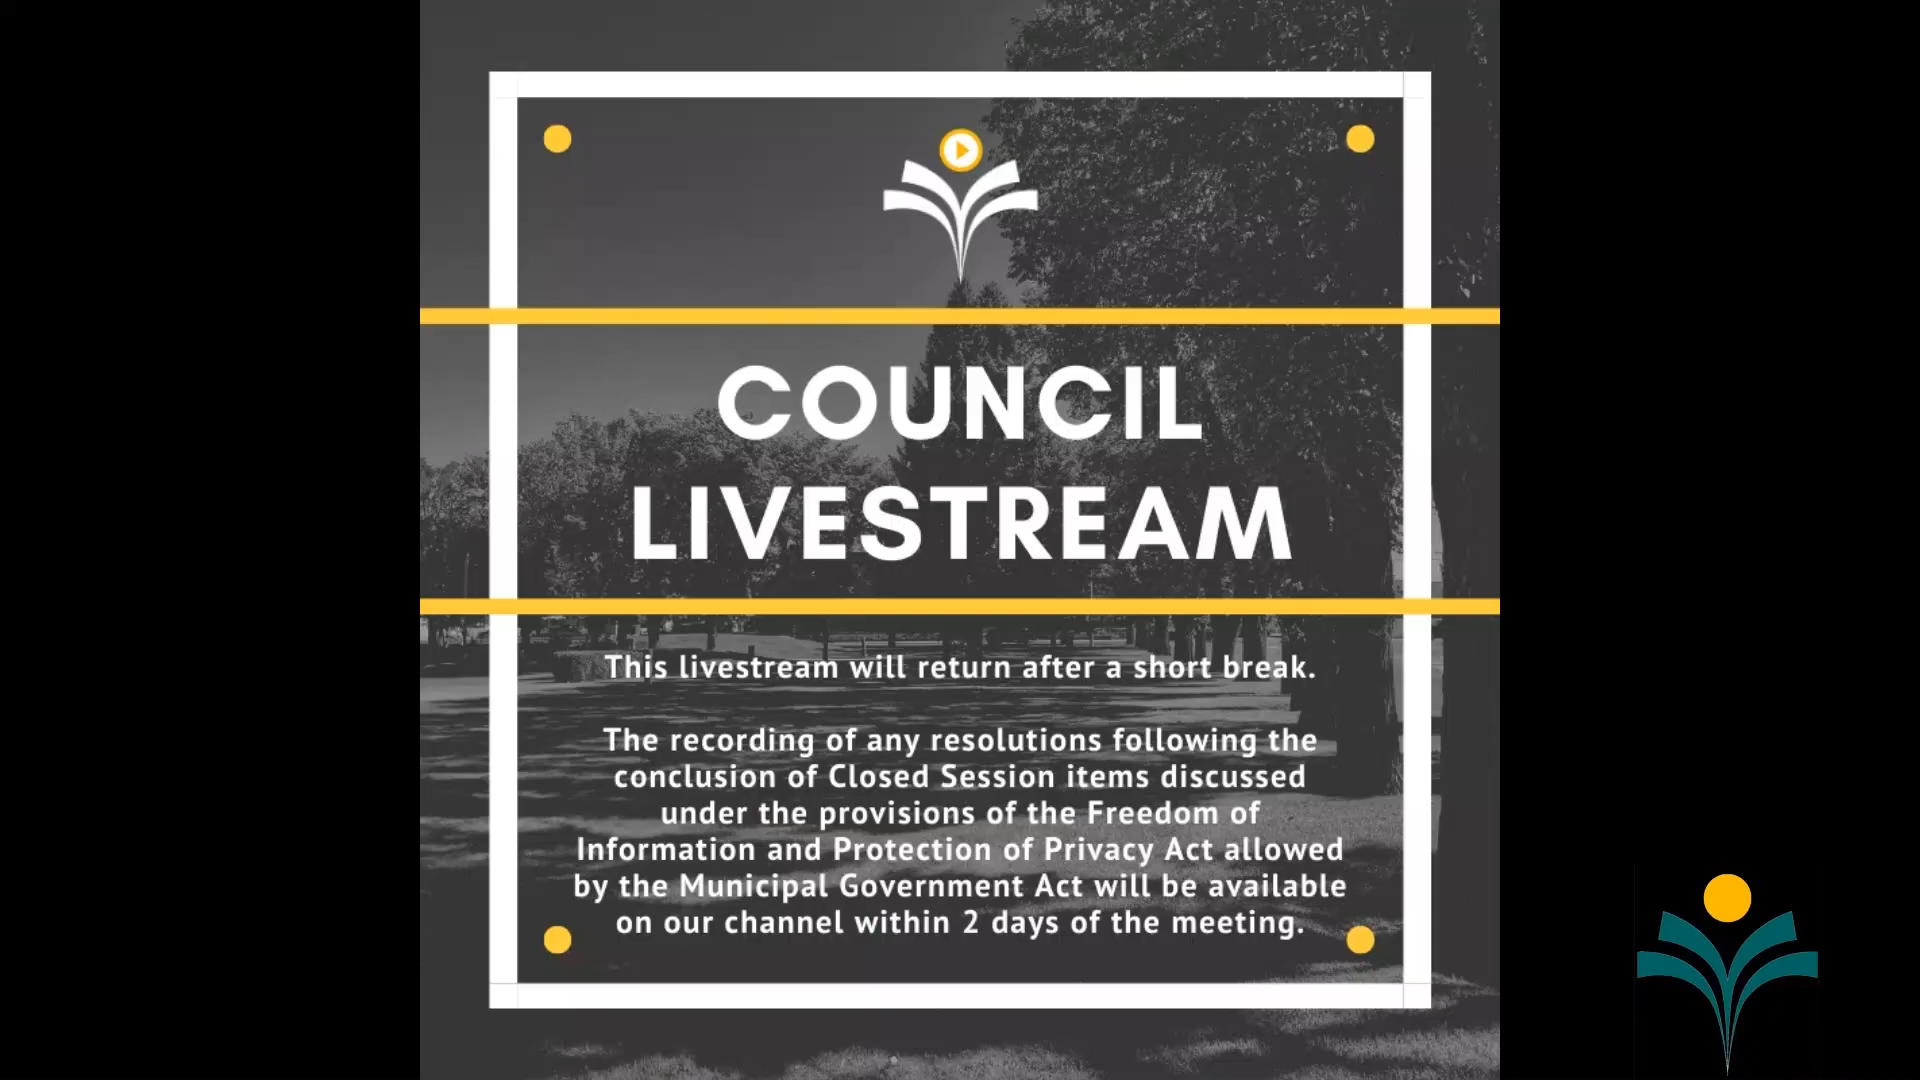 COUNCIL
LIVESTREAM
This livestream will return after a short break.
The recording of any resolutions following the
conclusion of Closed Session items discussed
under the provisions of the Freedom of
Information and Protection of Privacy Act allowed
by the Municipal Government Act will be available
on our channel within 2 days of the meeting.